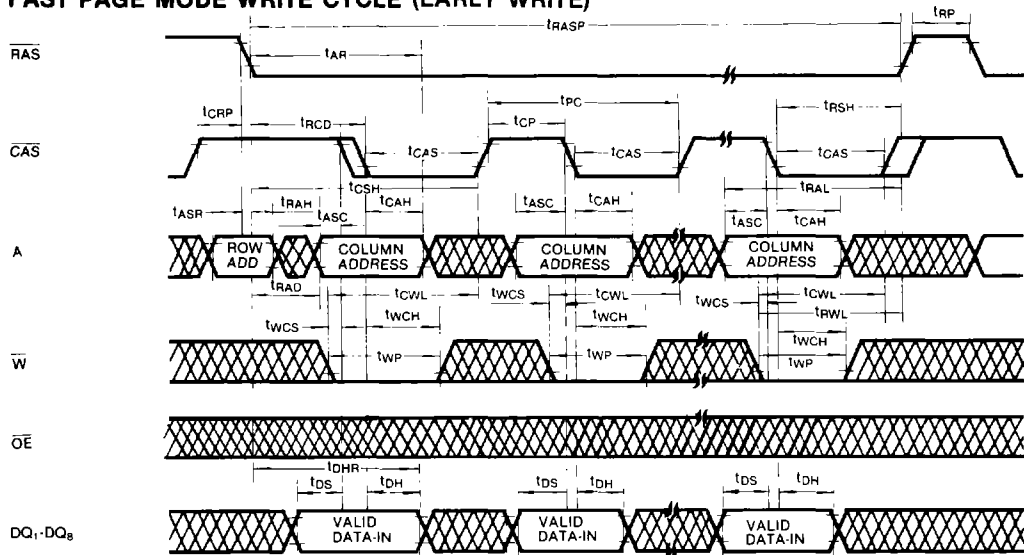 FAST PAGE MODE WRITE CYCLE (EARLY WRITE)
tRASP
tRP
RAS
tAR
tPC
tRSH
tCRP
tRCD
tCP
CAS
tCAS
tCAS
tCAS
tCSH
tRAL
tASR
tRAH
tASC
tCAH
tASC
tCAH
tASC
tCAH
A
ROW ADD
COLUMN ADDRESS
COLUMN ADDRESS
COLUMN ADDRESS
tRAD
tCWL
tWCS
tCWL
tWCS
tCWL
tRWL
tWCS
tWCH
tWCH
tWCH
W
tWP
tWP
tWP
OE
tDHR
tDS
tDH
tDS
tDH
tDS
tDH
DQ1-DQ8
VALID DATA-IN
VALID DATA-IN
VALID DATA-IN